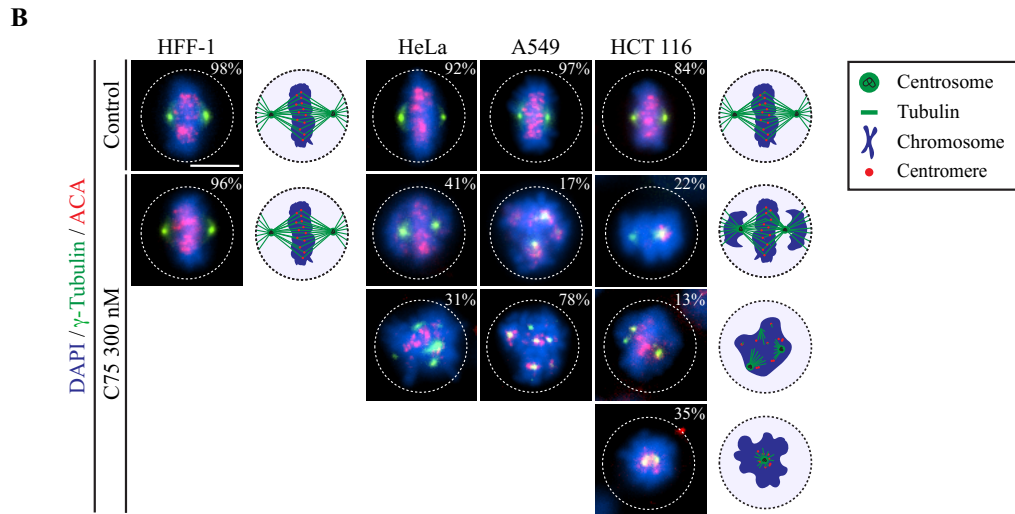 B
HFF-1 HeLa A549 HCT 116
DAPI / γ-Tubulin / ACA
Control
98% 92% 97% 84%
C75 300 nM
96% 41% 17% 22%
31% 78% 13%
35%
Centrosome
Tubulin
Chromosome
Centromere